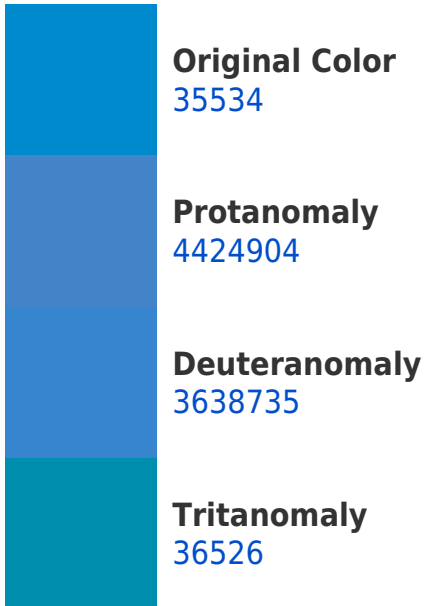 Original Color
35534
Protanomaly
4424904
Deuteranomaly
3638735
Tritanomaly
36526